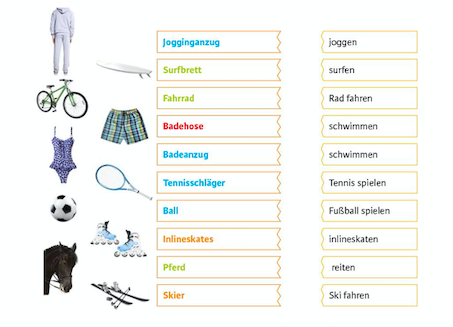 Jogginganzug joggen
Surfbrett surfen
Fahrrad Rad fahren
Badehose schwimmen
Badeanzug schwimmen
Tennisschläger Tennis spielen
Ball Fußball spielen
Inlineskates inlineskaten
Pferd reiten
Skier Ski fahren